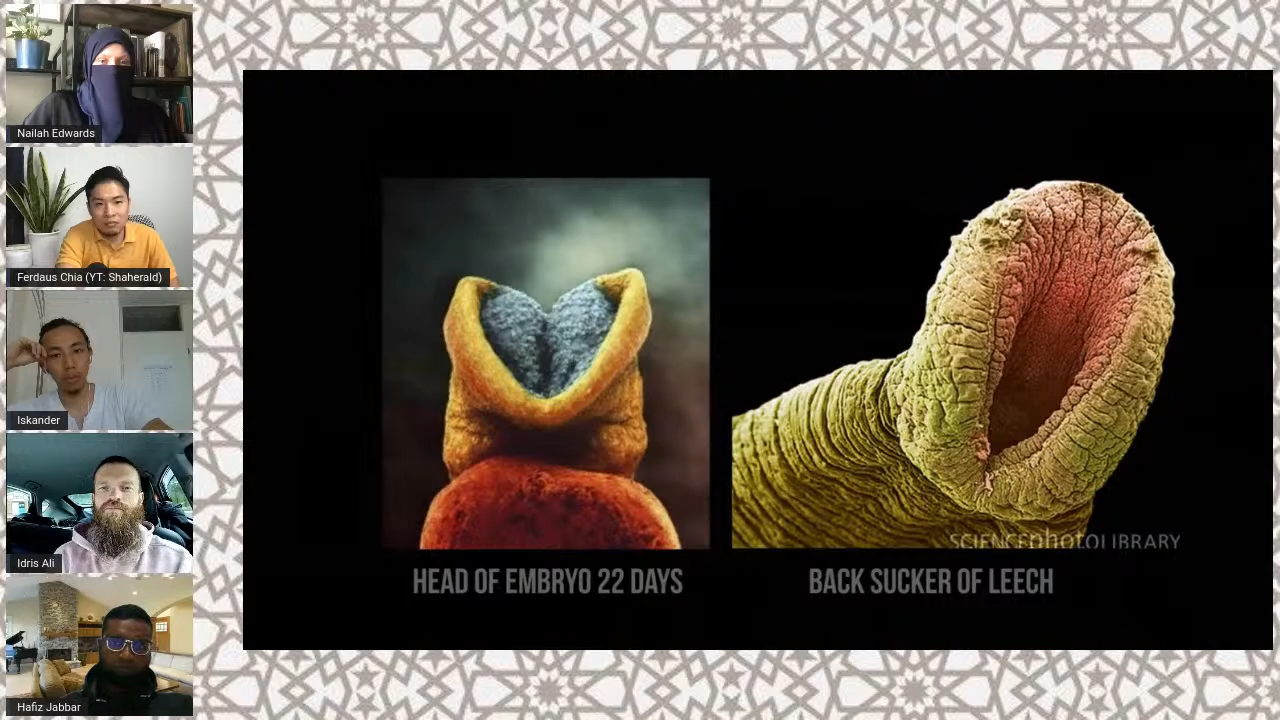 Nailah Edwards
Ferdaus Chia (YT: Shaherald)
Iskander
Idris Ali
Hafiz Jabbar
SCIENCEphotoLIBRARY
HEAD OF EMBRYO 22 DAYS
BACK SUCKER OF LEECH